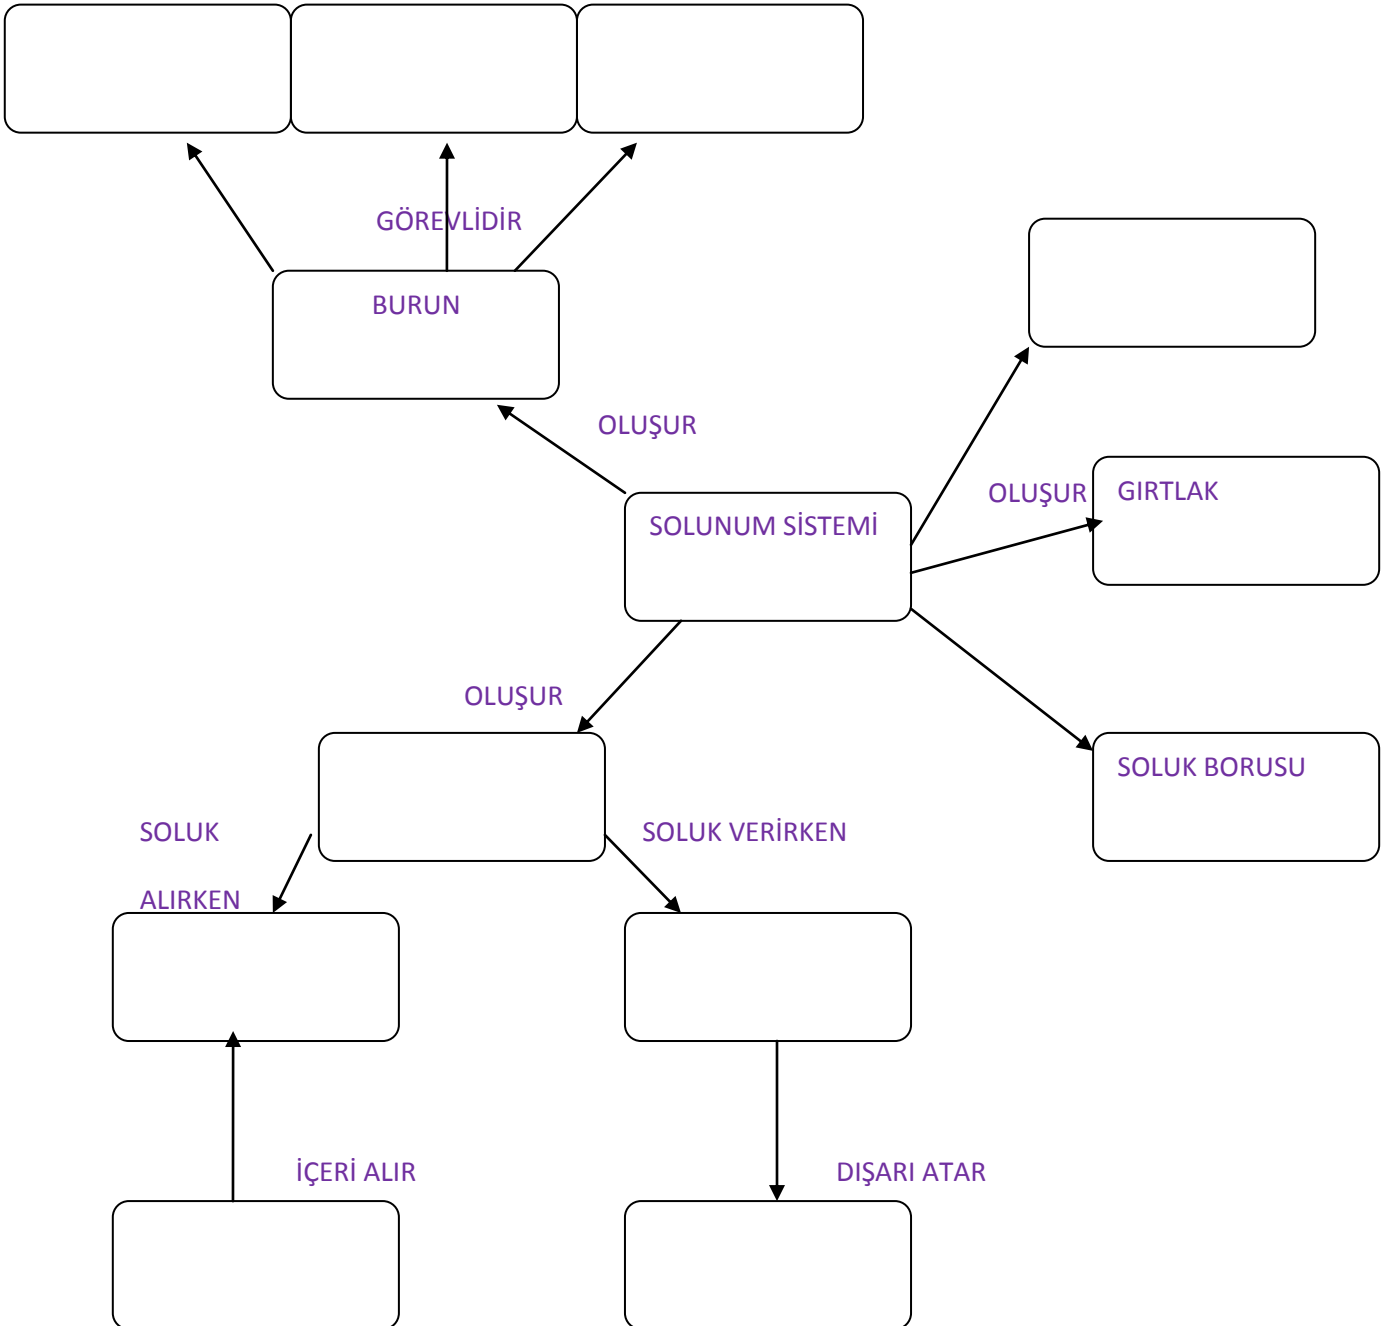 GÖREVLİDİR
BURUN
OLUŞUR
SOLUNUM SİSTEMİ
OLUŞUR
GIRTLAK
OLUŞUR
SOLUK BORUSU
SOLUK
ALIRKEN
SOLUK VERİRKEN
İÇERİ ALIR
DIŞARI ATAR